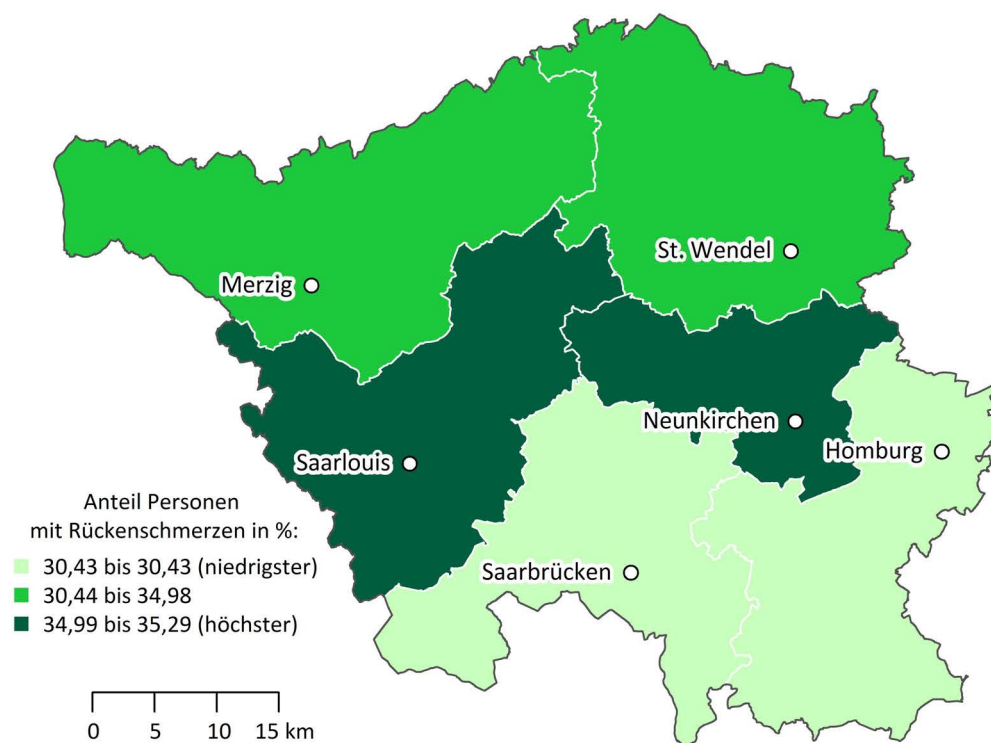 St. Wendel
Merzig
Neunkirchen
Homburg
Saarlouis
Saarbrücken
Anteil Personen
mit Rückenschmerzen in %:
30,43 bis 30,43 (niedrigster)
30,44 bis 34,98
34,99 bis 35,29 (höchster)
0 5 10 15 km